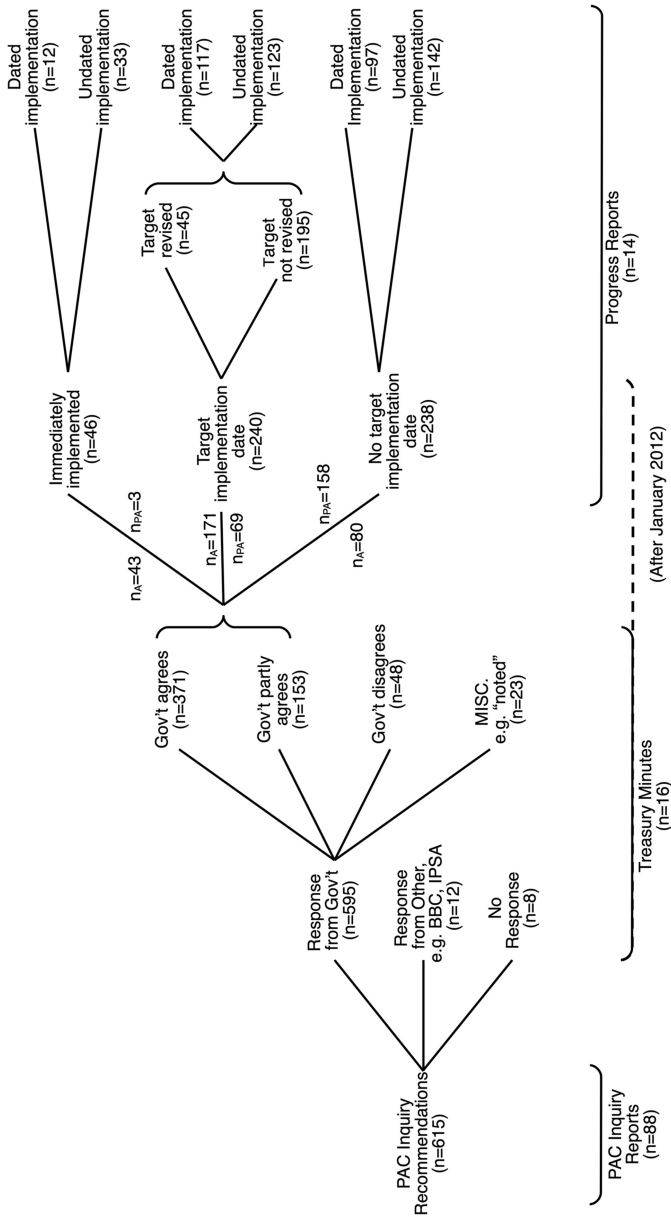 PAC Inquiry
Recommendations
(n=615)
Response
from Gov't
(n=595)
Response
from Other,
e.g. BBC, IPSA
(n=12)
No
Response
(n=8)
Gov't agrees
(n=371)
Gov't partly
agrees
(n=153)
Gov't disagrees
(n=48)
MISC.
e.g. “noted”
(n=23)
nA=43
nPA=3
nA=171
nPA=69
nA=80
nPA=158
Immediately
implemented
(n=46)
Target
implementation
date
(n=240)
No target
implementation
date
(n=238)
Target
revised
(n=45)
Target
not revised
(n=195)
Dated
implementation
(n=12)
Undated
implementation
(n=33)
Dated
implementation
(n=117)
Undated
implementation
(n=123)
Dated
Implementation
(n=97)
Undated
implementation
(n=142)
PAC Inquiry
Reports
(n=88)
Treasury Minutes
(n=16)
(After January 2012)
Progress Reports
(n=14)